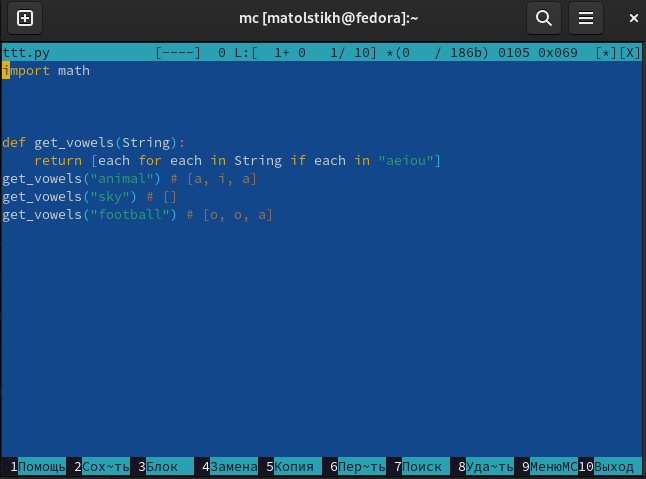 mc [matolstikh@fedora]:~
ttt.py [----] 0 L:[ 1+ 0 1/ 10] *(0 / 186b) 0105 0x069 [*][X]
import math
def get_vowels(String):
    return [each for each in String if each in "aeiou"]
get_vowels("animal") # [a, i, a]
get_vowels("sky") # []
get_vowels("football") # [o, o, a]
1Помощь 2Сох~ть 3Блок 4Замена 5Копия 6Пер~ть 7Поиск 8Уда~ть 9МенюMC 10Выход